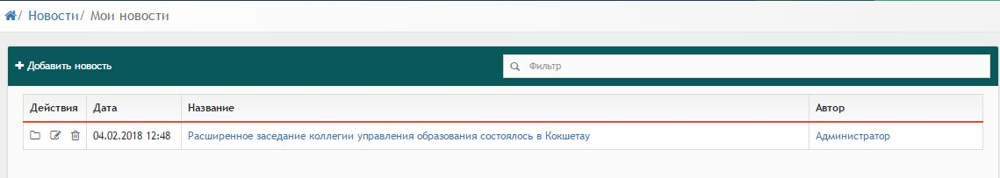 / Новости/ Мои новости
Добавить новость
Фильтр
Действия Дата Название Автор
04.02.2018 12:48 Расширенное заседание коллегии управления образования состоялось в Кокшетау Администратор